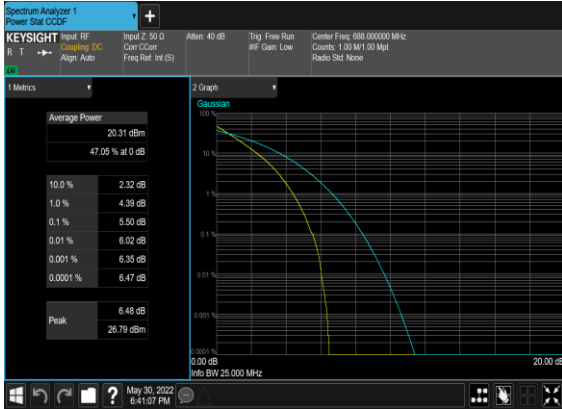 Spectrum Analyzer 1
Power Stat CCDF
+
KEYSIGHT
R T
LXI
Input: RF
Coupling: DC
Align: Auto
Input Z: 50 Ω
Corr CCorr
Freq Ref: Int (S)
Atten: 40 dB
Trig: Free Run
#IF Gain: Low
Center Freq: 688.000000 MHz
Counts: 1.00 M/1.00 Mpt
Radio Std: None
1 Metrics
Average Power
20.31 dBm
47.05 % at 0 dB
10.0 % 2.32 dB
1.0 % 4.39 dB
0.1 % 5.50 dB
0.01 % 6.02 dB
0.001 % 6.35 dB
0.0001 % 6.47 dB
Peak
6.48 dB
26.79 dBm
2 Graph
Gaussian
100 %
10 %
1 %
0.1 %
0.01 %
0.001 %
0.0001 %
0.00 dB
20.00 dB
Info BW 25.000 MHz
?
May 30, 2022
6:41:07 PM